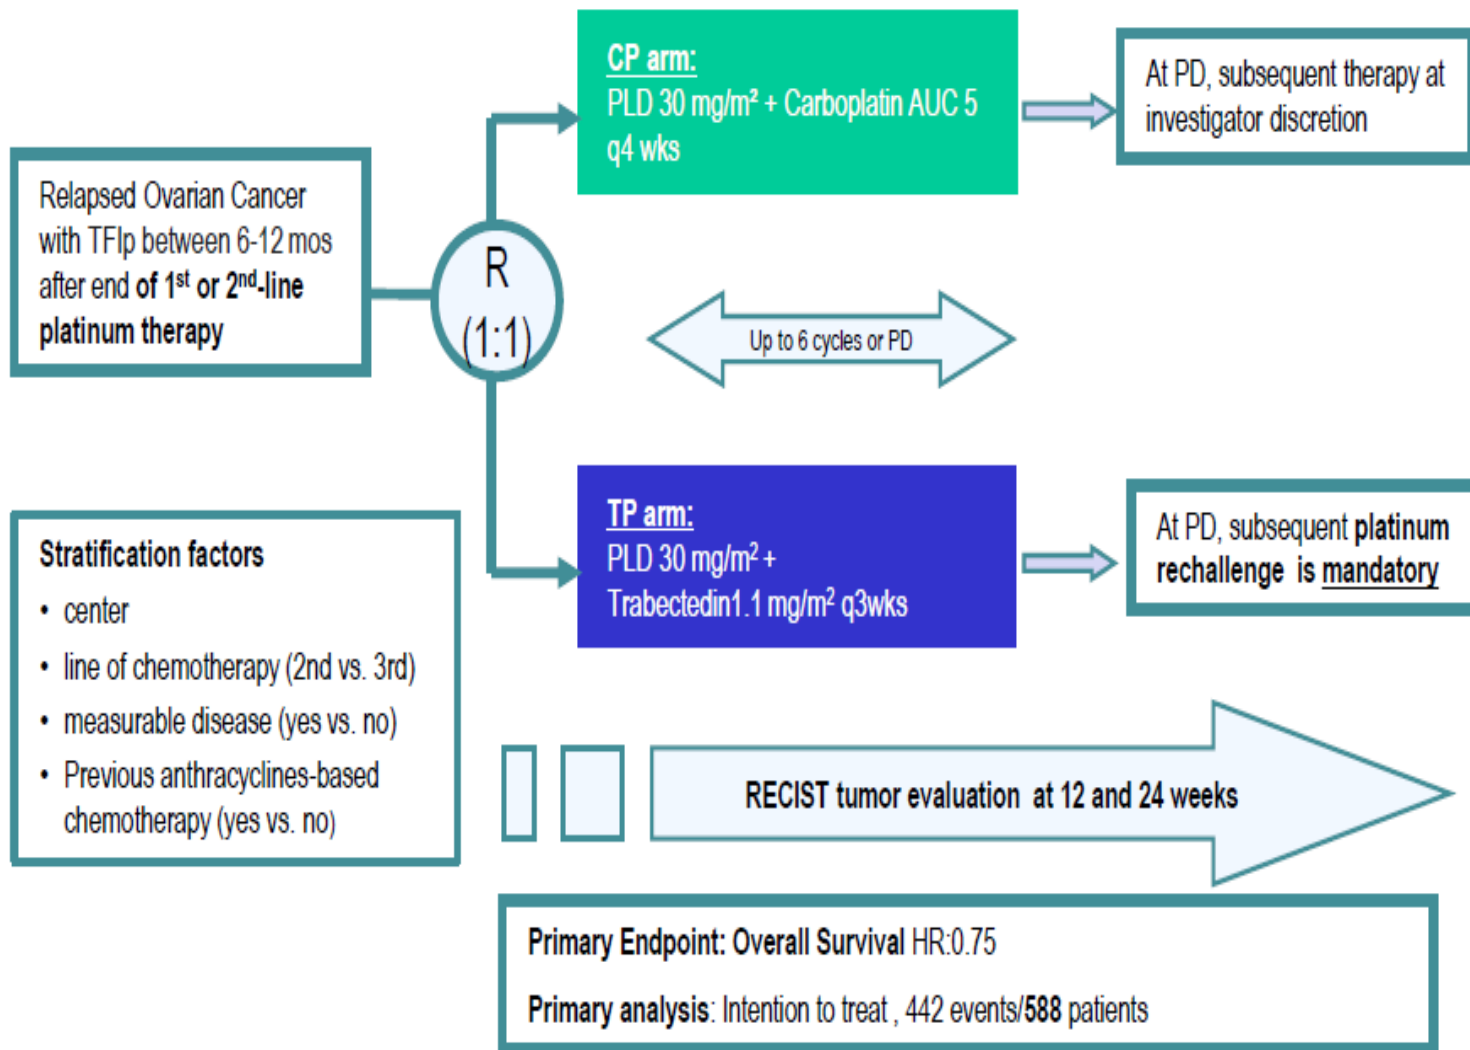 Relapsed Ovarian Cancer
with TFIp between 6-12 mos
after end of 1st or 2nd-line
platinum therapy
R
(1:1)
CP arm:
PLD 30 mg/m² + Carboplatin AUC 5
q4 wks
At PD, subsequent therapy at
investigator discretion
Up to 6 cycles or PD
TP arm:
PLD 30 mg/m2 +
Trabectedin1.1 mg/m2 q3wks
At PD, subsequent platinum
rechallenge is mandatory
Stratification factors
• center
• line of chemotherapy (2nd vs. 3rd)
• measurable disease (yes vs. no)
• Previous anthracyclines-based
chemotherapy (yes vs. no)
RECIST tumor evaluation at 12 and 24 weeks
Primary Endpoint: Overall Survival HR:0.75
Primary analysis: Intention to treat , 442 events/588 patients